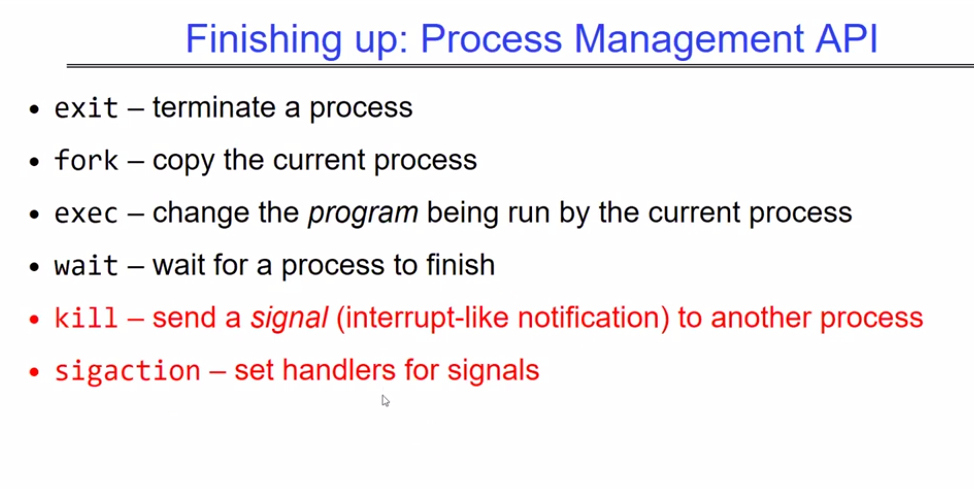 Finishing up: Process Management API
• exit – terminate a process
• fork – copy the current process
• exec – change the program being run by the current process
• wait – wait for a process to finish
• kill – send a signal (interrupt-like notification) to another process
• sigaction – set handlers for signals